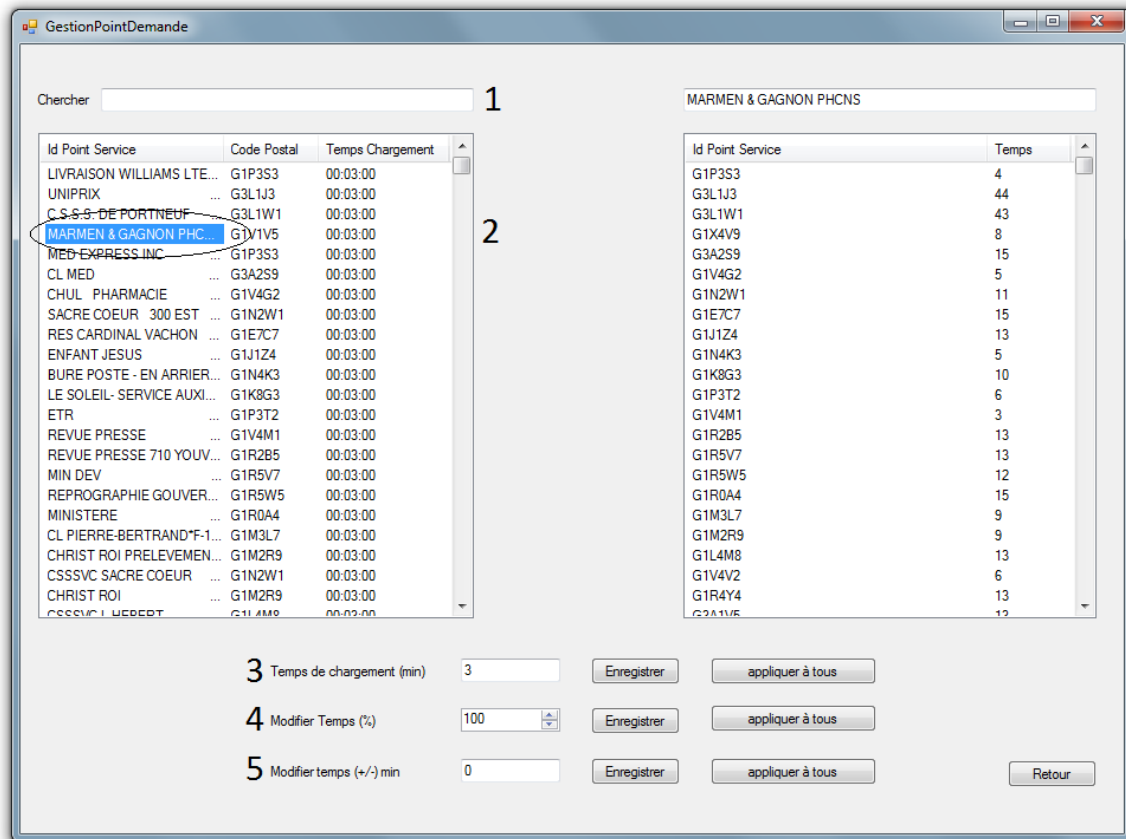 GestionPointDemande
Chercher 1 MARMEN & GAGNON PHCNS
Id Point Service Code Postal Temps Chargement
LIVRAISON WILLIAMS LTE... G1P3S3 00:03:00
UNIPRIX ... G3L1J3 00:03:00
C.S.S.S. DE PORTNEUF ... G3L1W1 00:03:00
MARMEN & GAGNON PHC... G1V1V5 00:03:00
MED EXPRESS INC ... G1P3S3 00:03:00
CL MED ... G3A2S9 00:03:00
CHUL PHARMACIE ... G1V4G2 00:03:00
SACRE COEUR 300 EST ... G1N2W1 00:03:00
RES CARDINAL VACHON ... G1E7C7 00:03:00
ENFANT JESUS ... G1J1Z4 00:03:00
BURE POSTE - EN ARRIER... G1N4K3 00:03:00
LE SOLEIL- SERVICE AUXI... G1K8G3 00:03:00
ETR ... G1P3T2 00:03:00
REVUE PRESSE ... G1V4M1 00:03:00
REVUE PRESSE 710 YOUV... G1R2B5 00:03:00
MIN DEV ... G1R5V7 00:03:00
REPROGRAPHIE GOUVER... G1R5W5 00:03:00
MINISTERE ... G1R0A4 00:03:00
CL PIERRE-BERTRAND*F-1... G1M3L7 00:03:00
CHRIST ROI PRELEVEMEN... G1M2R9 00:03:00
CSSSVC SACRE COEUR ... G1N2W1 00:03:00
CHRIST ROI ... G1M2R9 00:03:00
CSSSVC L HEBERT ... G1L4M8 00:03:00
2
Id Point Service Temps
G1P3S3 4
G3L1J3 44
G3L1W1 43
G1X4V9 8
G3A2S9 15
G1V4G2 5
G1N2W1 11
G1E7C7 15
G1J1Z4 13
G1N4K3 5
G1K8G3 10
G1P3T2 6
G1V4M1 3
G1R2B5 13
G1R5V7 13
G1R5W5 12
G1R0A4 15
G1M3L7 9
G1M2R9 9
G1L4M8 13
G1V4V2 6
G1R4Y4 13
G3A1V5 13
3 Temps de chargement (min) 3 Enregistrer appliquer à tous
4 Modifier Temps (%) 100 Enregistrer appliquer à tous
5 Modifier temps (+/-) min 0 Enregistrer appliquer à tous
Retour